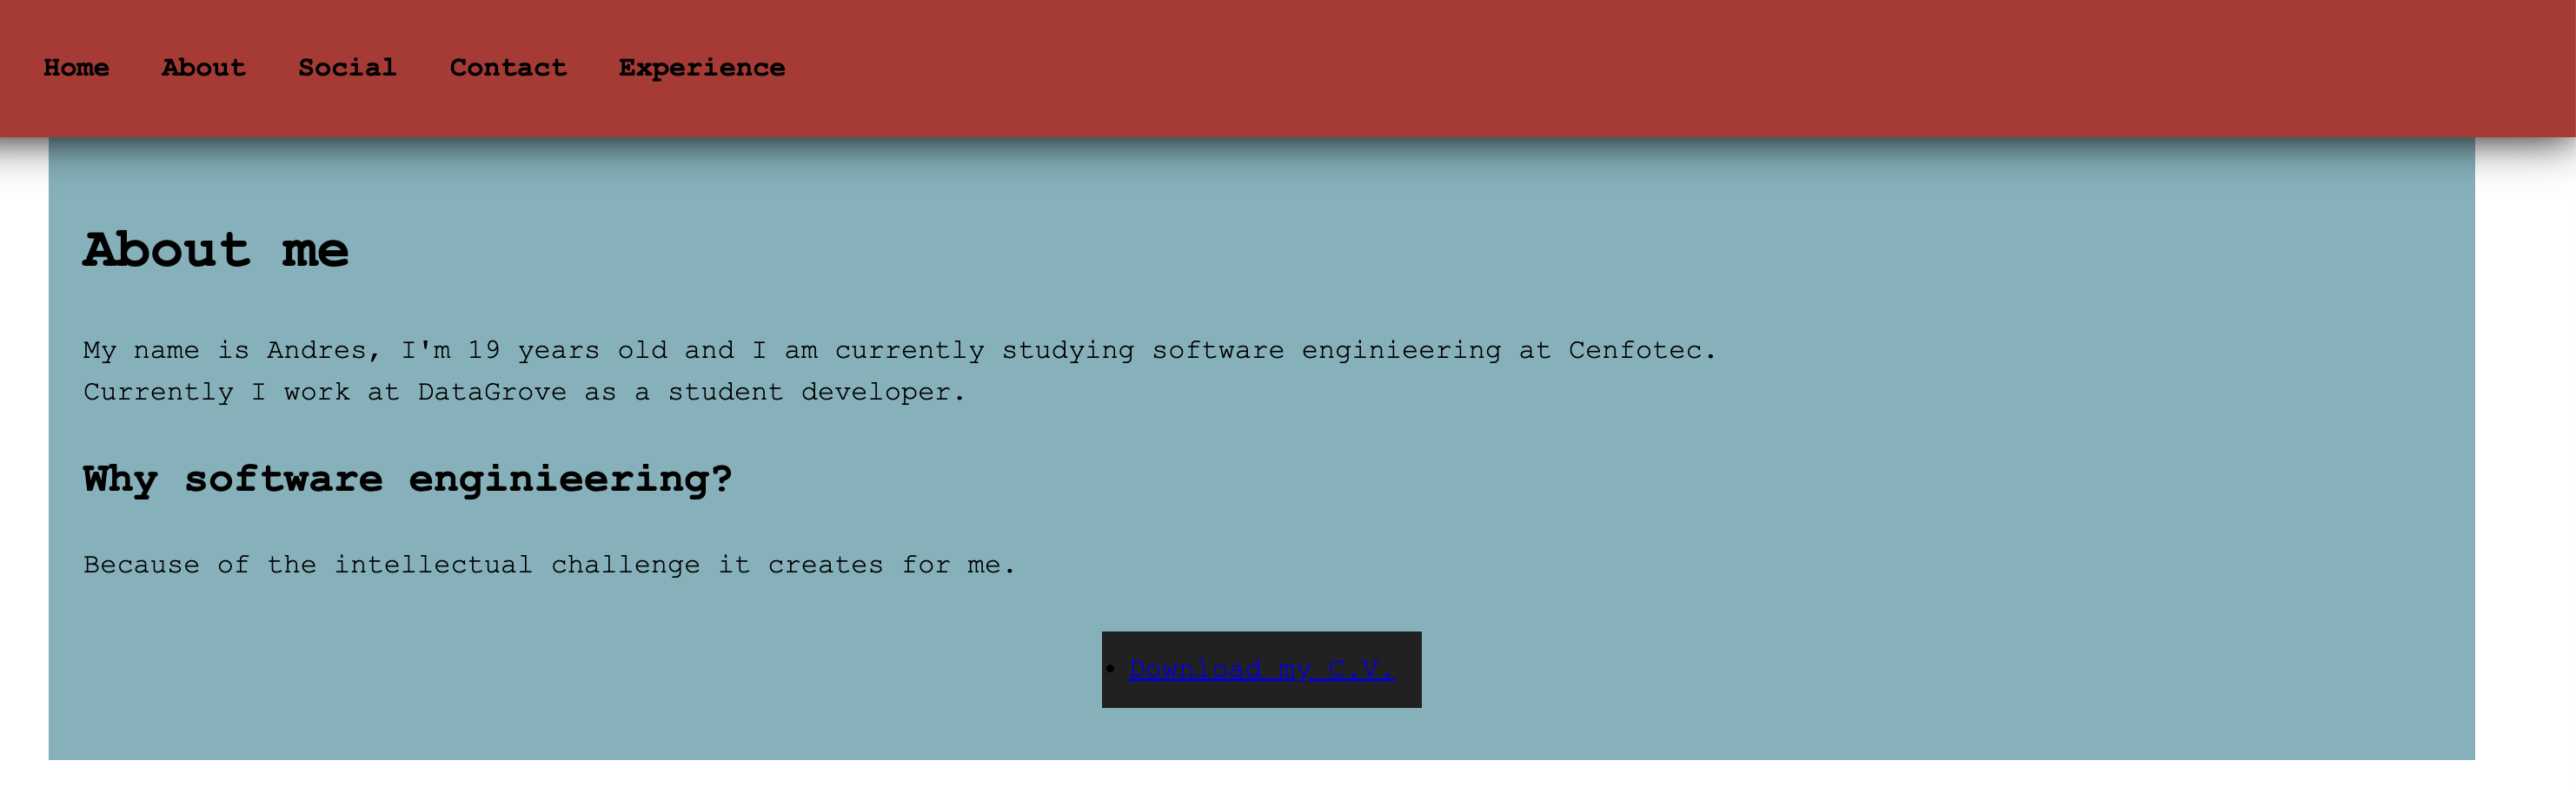 Home About Social Contact Experience
About me
My name is Andres, I'm 19 years old and I am currently studying software enginieering at Cenfotec.
Currently I work at DataGrove as a student developer.
Why software enginieering?
Because of the intellectual challenge it creates for me.
• Download my C.V.